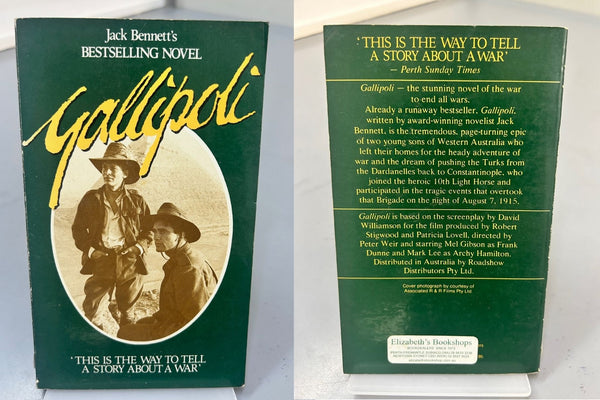 Jack Bennett's
BESTSELLING NOVEL
Gallipoli
'THIS IS THE WAY TO TELL
A STORY ABOUT A WAR'
'THIS IS THE WAY TO TELL
A STORY ABOUT A WAR'
– Perth Sunday Times
Gallipoli – the stunning novel of the war
to end all wars.
Already a runaway bestseller, Gallipoli,
written by award-winning novelist Jack
Bennett, is the tremendous, page-turning epic
of two young sons of Western Australia who
left their homes for the heady adventure of
war and the dream of pushing the Turks from
the Dardanelles back to Constantinople, who
joined the heroic 10th Light Horse and
participated in the tragic events that overtook
that Brigade on the night of August 7, 1915.
Gallipoli is based on the screenplay by David
Williamson for the film produced by Robert
Stigwood and Patricia Lovell, directed by
Peter Weir and starring Mel Gibson as Frank
Dunne and Mark Lee as Archy Hamilton.
Distributed in Australia by Roadshow
Distributors Pty Ltd.
Cover photograph by courtesy of
Associated R & R Films Pty Ltd
Elizabeth's Bookshops